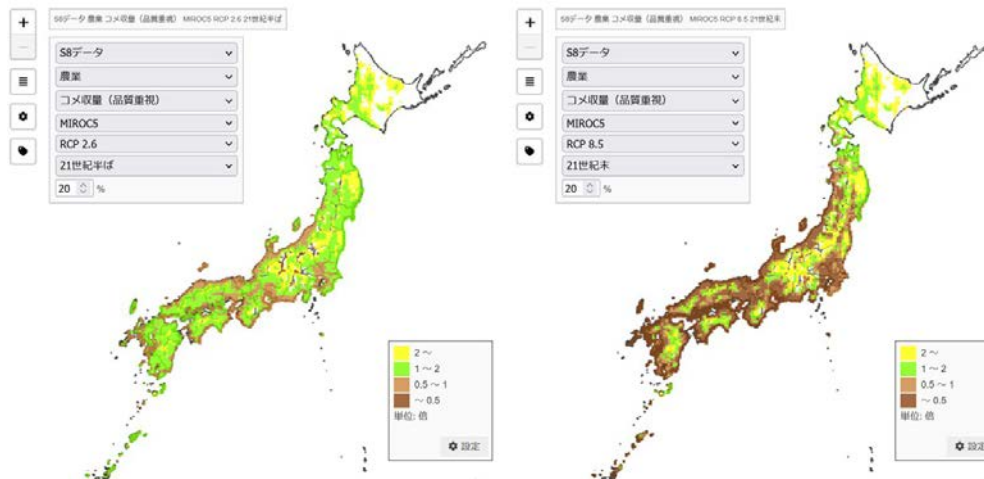 S8データ 農業 コメ収量（品質重視） MIROC5 RCP 2.6 21世紀半ば
S8データ
農業
コメ収量（品質重視）
MIROC5
RCP 2.6
21世紀半ば
20 %
2 ～
1 ～ 2
0.5 ～ 1
～ 0.5
単位: 倍
設定
S8データ 農業 コメ収量（品質重視） MIROC5 RCP 8.5 21世紀末
S8データ
農業
コメ収量（品質重視）
MIROC5
RCP 8.5
21世紀末
20 %
2 ～
1 ～ 2
0.5 ～ 1
～ 0.5
単位: 倍
設定